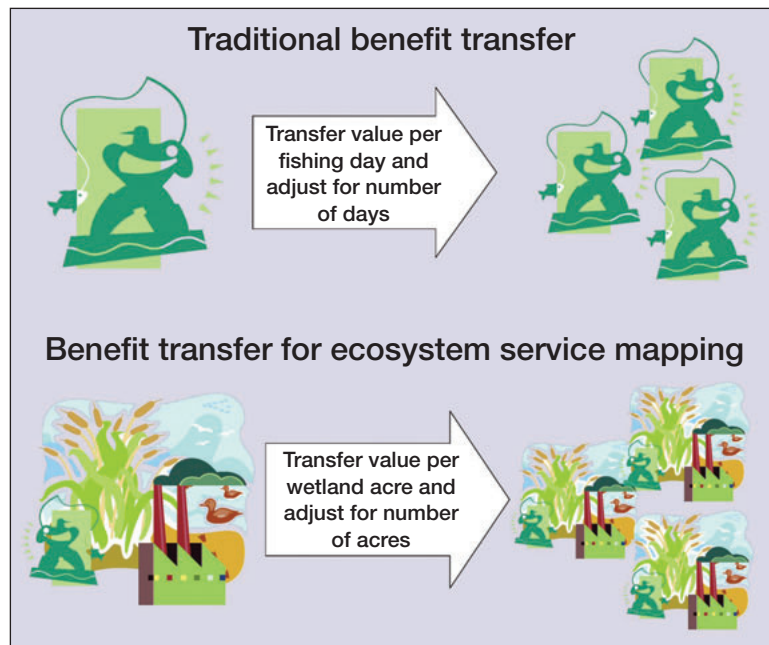 Traditional benefit transfer
Transfer value per
fishing day and
adjust for number
of days
Benefit transfer for ecosystem service mapping
Transfer value per
wetland acre and
adjust for number
of acres